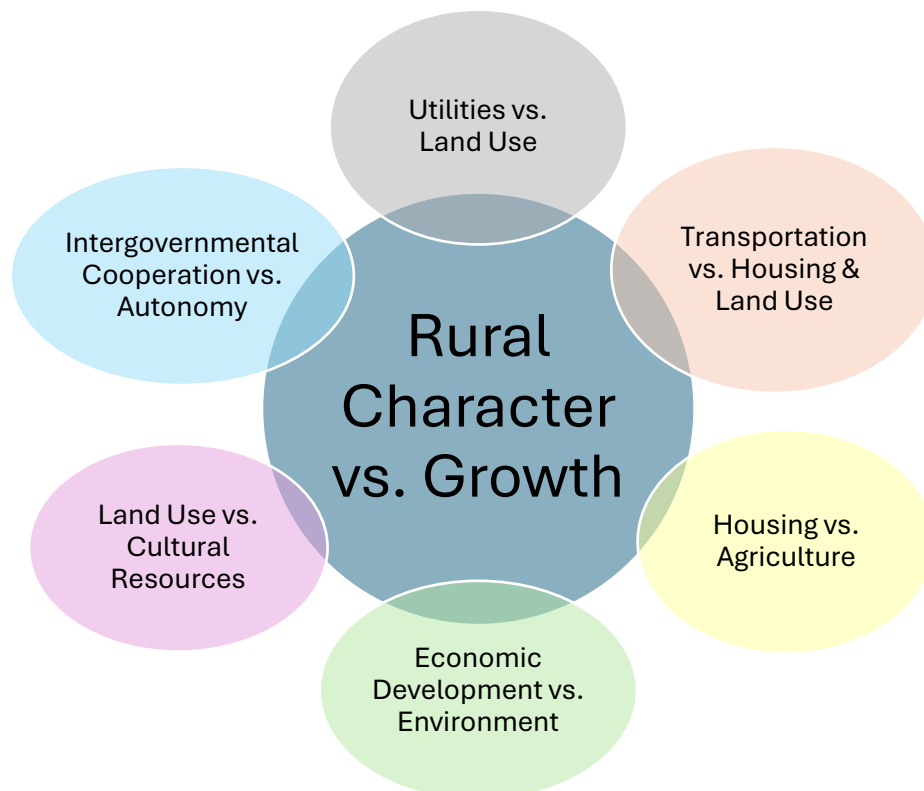 Utilities vs.
Land Use
Transportation
vs. Housing &
Land Use
Housing vs.
Agriculture
Economic
Development vs.
Environment
Land Use vs.
Cultural
Resources
Intergovernmental
Cooperation vs.
Autonomy
Rural
Character
vs. Growth